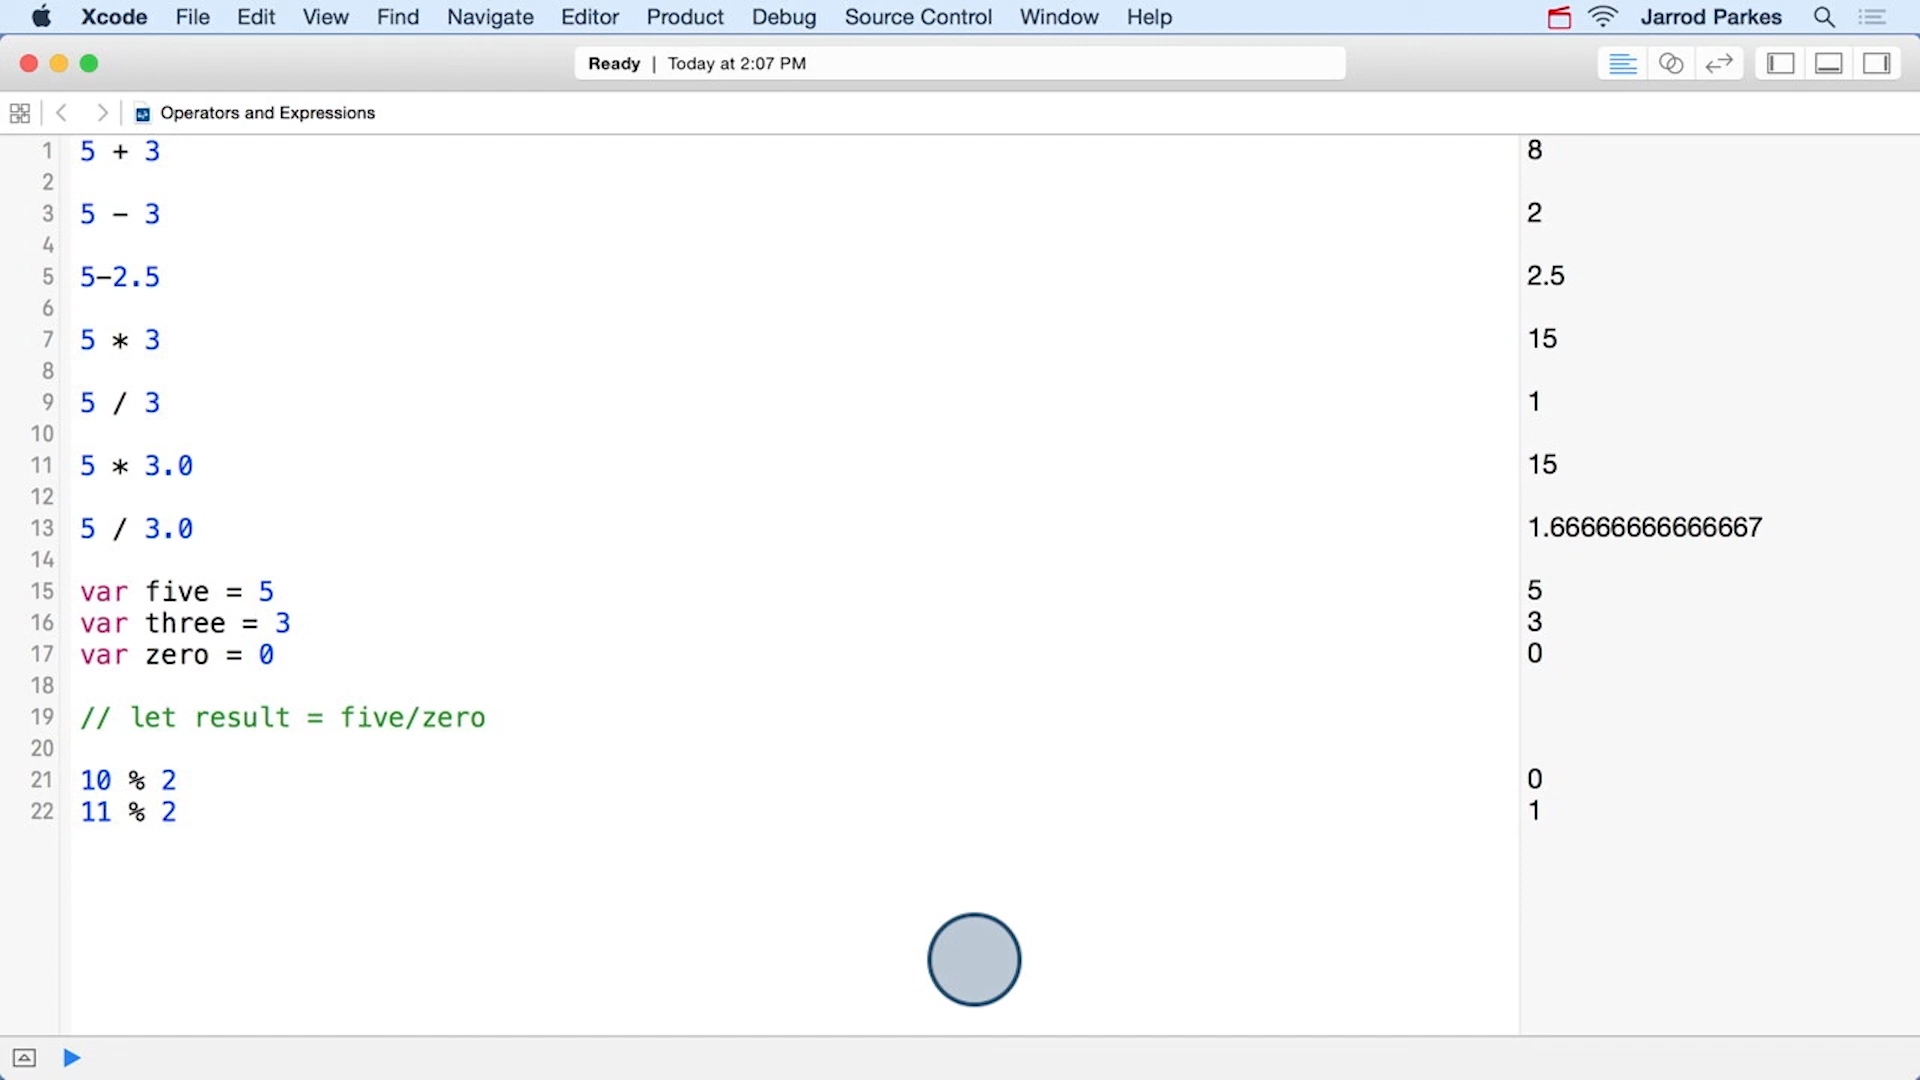 Xcode File Edit View Find Navigate Editor Product Debug Source Control Window Help Jarrod Parkes
Ready | Today at 2:07 PM
Operators and Expressions
1 5 + 3 8
2
3 5 - 3 2
4
5 5-2.5 2.5
6
7 5 * 3 15
8
9 5 / 3 1
10
11 5 * 3.0 15
12
13 5 / 3.0 1.66666666666667
14
15 var five = 5 5
16 var three = 3 3
17 var zero = 0 0
18
19 // let result = five/zero
20
21 10 % 2 0
22 11 % 2 1